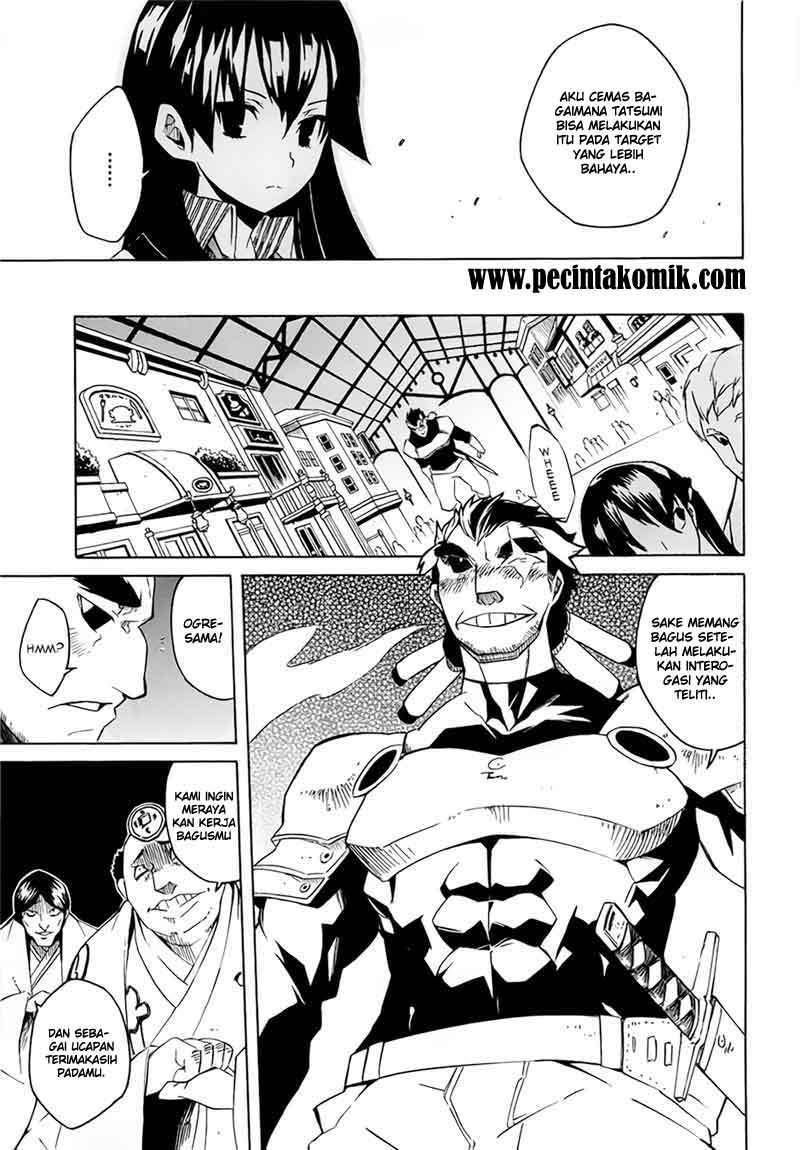 AKU CEMAS BA-
GAIMANA TATSUMI
BISA MELAKUKAN
ITU PADA TARGET
YANG LEBIH
BAHAYA..
........
www.pecintakomik.com
WHEEEE
SAKE MEMANG
BAGUS SETE-
LAH MELAKU-
KAN INTERO-
GASI YANG
TELITI..
OGRE-
SAMA!
HMM?
KAMI INGIN
MERAYA
KAN KERJA
BAGUSMU
DAN SEBA-
GAI UCAPAN
TERIMAKASIH
PADAMU.